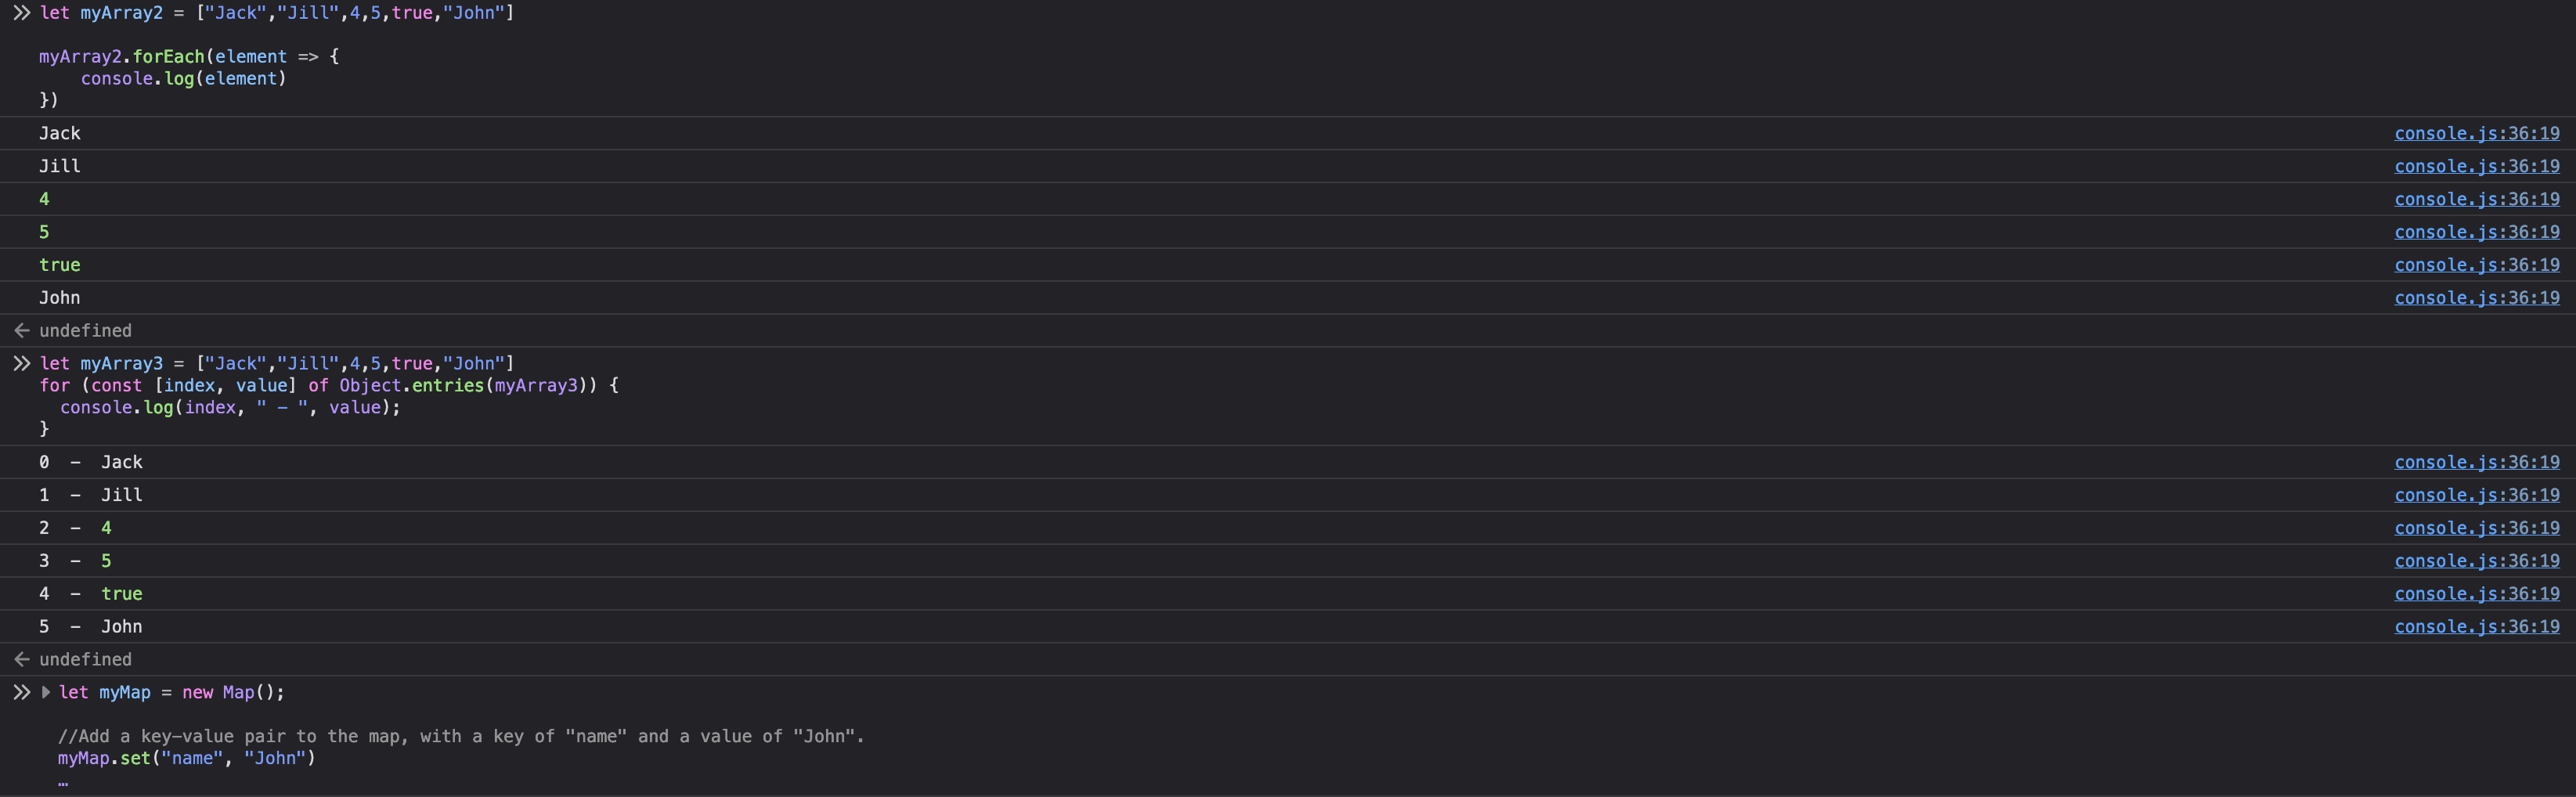 >> let myArray2 = ["Jack","Jill",4,5,true,"John"]
myArray2.forEach(element => {
    console.log(element)
})
Jack console.js:36:19
Jill console.js:36:19
4 console.js:36:19
5 console.js:36:19
true console.js:36:19
John console.js:36:19
← undefined
>> let myArray3 = ["Jack","Jill",4,5,true,"John"]
for (const [index, value] of Object.entries(myArray3)) {
  console.log(index, " - ", value);
}
0  -  Jack console.js:36:19
1  -  Jill console.js:36:19
2  -  4 console.js:36:19
3  -  5 console.js:36:19
4  -  true console.js:36:19
5  -  John console.js:36:19
← undefined
>> let myMap = new Map();
//Add a key-value pair to the map, with a key of "name" and a value of "John".
myMap.set("name", "John")
…